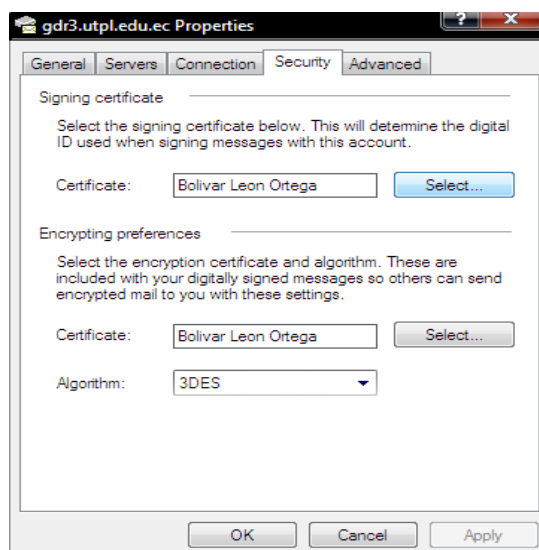 gdr3.utpl.edu.ec Properties
? X
General Servers Connection Security Advanced
Signing certificate
Select the signing certificate below. This will determine the digital
ID used when signing messages with this account.
Certificate: Bolivar Leon Ortega Select...
Encrypting preferences
Select the encryption certificate and algorithm. These are
included with your digitally signed messages so others can send
encrypted mail to you with these settings.
Certificate: Bolivar Leon Ortega Select...
Algorithm: 3DES
OK Cancel Apply